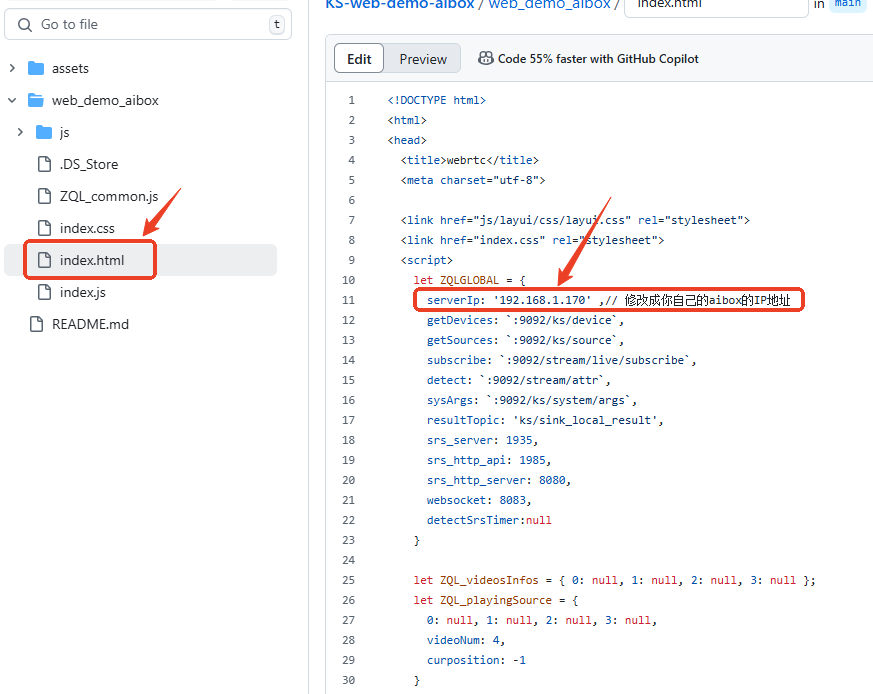 KS-web-demo-aibox / web_demo_aibox / index.html in main
Go to file t
assets
web_demo_aibox
js
.DS_Store
ZQL_common.js
index.css
index.html
index.js
README.md
Edit Preview Code 55% faster with GitHub Copilot
1 <!DOCTYPE html>
2 <html>
3 <head>
4 <title>webrtc</title>
5 <meta charset="utf-8">
6
7 <link href="js/layui/css/layui.css" rel="stylesheet">
8 <link href="index.css" rel="stylesheet">
9 <script>
10 let ZQLGLOBAL = {
11 serverIp: '192.168.1.170' ,// 修改成你自己的aibox的IP地址
12 getDevices: `:9092/ks/device`,
13 getSources: `:9092/ks/source`,
14 subscribe: `:9092/stream/live/subscribe`,
15 detect: `:9092/stream/attr`,
16 sysArgs: `:9092/ks/system/args`,
17 resultTopic: 'ks/sink_local_result',
18 srs_server: 1935,
19 srs_http_api: 1985,
20 srs_http_server: 8080,
21 websocket: 8083,
22 detectSrsTimer:null
23 }
24
25 let ZQL_videosInfos = { 0: null, 1: null, 2: null, 3: null };
26 let ZQL_playingSource = {
27 0: null, 1: null, 2: null, 3: null,
28 videoNum: 4,
29 curposition: -1
30 }